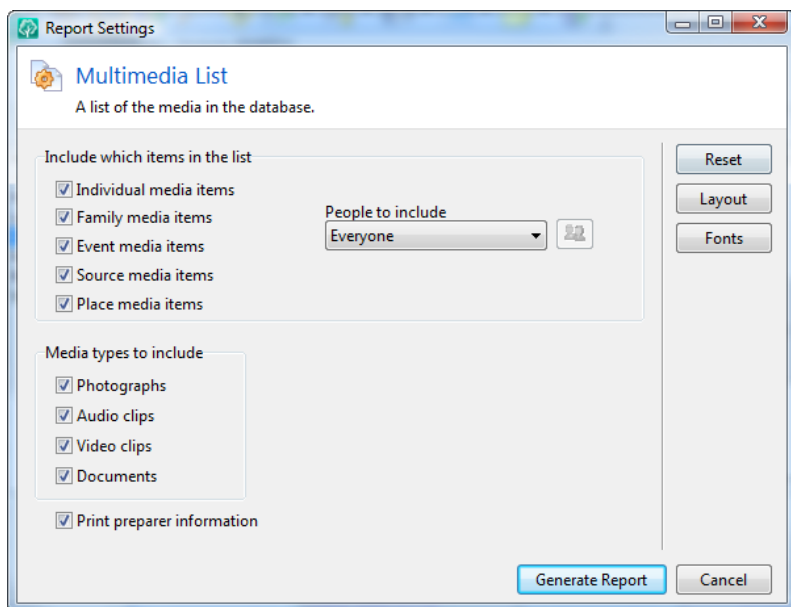 Report Settings
Multimedia List
A list of the media in the database.
Include which items in the list
Individual media items
Family media items
Event media items
Source media items
Place media items
People to include
Everyone
Reset
Layout
Fonts
Media types to include
Photographs
Audio clips
Video clips
Documents
Print preparer information
Generate Report
Cancel